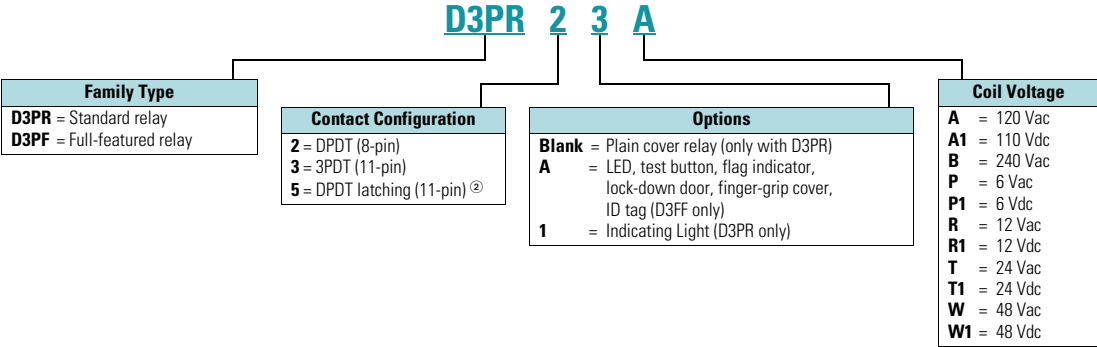 D3PR 2 3 A
Family Type
D3PR = Standard relay
D3PF = Full-featured relay
Contact Configuration
2 = DPDT (8-pin)
3 = 3PDT (11-pin)
5 = DPDT latching (11-pin) ②
Options
Blank = Plain cover relay (only with D3PR)
A = LED, test button, flag indicator,
lock-down door, finger-grip cover,
ID tag (D3FF only)
1 = Indicating Light (D3PR only)
Coil Voltage
A = 120 Vac
A1 = 110 Vdc
B = 240 Vac
P = 6 Vac
P1 = 6 Vdc
R = 12 Vac
R1 = 12 Vdc
T = 24 Vac
T1 = 24 Vdc
W = 48 Vac
W1 = 48 Vdc